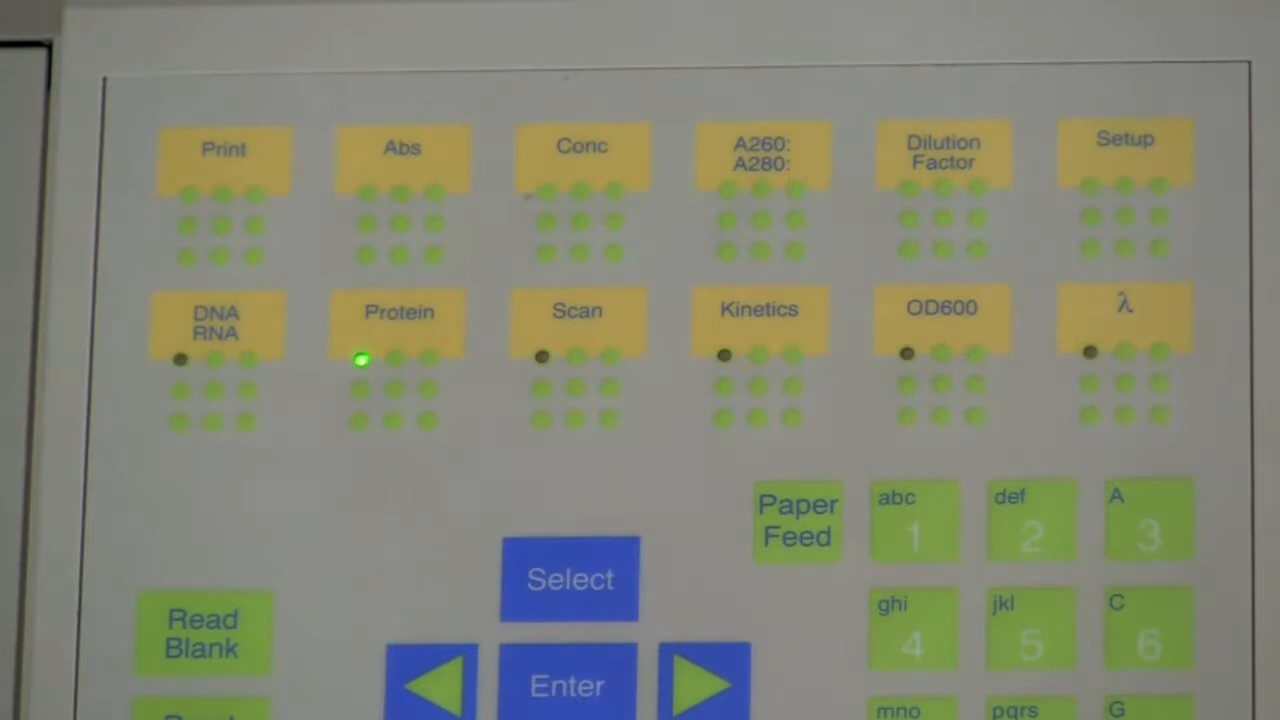 Print
Abs
Conc
A260:
A280:
Dilution
Factor
Setup
DNA
RNA
Protein
Scan
Kinetics
OD600
λ
Paper
Feed
abc
1
def
2
A
3
Select
Read
Blank
ghi
4
jkl
5
C
6
Enter
mno
pqrs
G